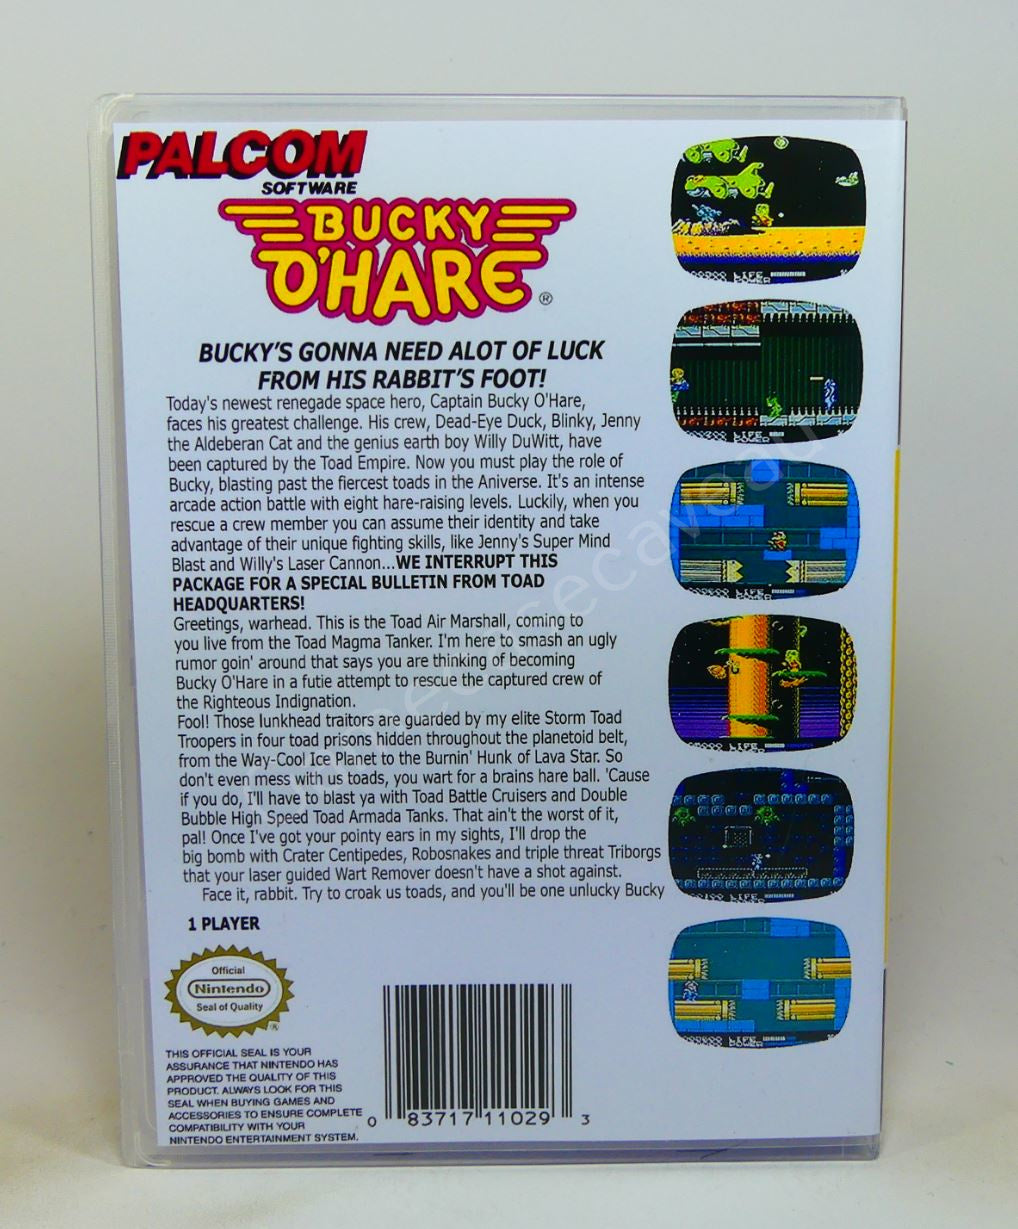 PALCOM
SOFTWARE
BUCKY
O'HARE
®
BUCKY'S GONNA NEED ALOT OF LUCK
FROM HIS RABBIT'S FOOT!
Today's newest renegade space hero, Captain Bucky O'Hare,
faces his greatest challenge. His crew, Dead-Eye Duck, Blinky, Jenny
the Aldeberan Cat and the genius earth boy Willy DuWitt, have
been captured by the Toad Empire. Now you must play the role of
Bucky, blasting past the fiercest toads in the Aniverse. It's an intense
arcade action battle with eight hare-raising levels. Luckily, when you
rescue a crew member you can assume their identity and take
advantage of their unique fighting skills, like Jenny's Super Mind
Blast and Willy's Laser Cannon...WE INTERRUPT THIS
PACKAGE FOR A SPECIAL BULLETIN FROM TOAD
HEADQUARTERS!
Greetings, warhead. This is the Toad Air Marshall, coming to
you live from the Toad Magma Tanker. I'm here to smash an ugly
rumor goin' around that says you are thinking of becoming
Bucky O'Hare in a futie attempt to rescue the captured crew of
the Righteous Indignation.
Fool! Those lunkhead traitors are guarded by my elite Storm Toad
Troopers in four toad prisons hidden throughout the planetoid belt,
from the Way-Cool Ice Planet to the Burnin' Hunk of Lava Star. So
don't even mess with us toads, you wart for a brains hare ball. 'Cause
if you do, I'll have to blast ya with Toad Battle Cruisers and Double
Bubble High Speed Toad Armada Tanks. That ain't the worst of it,
pal! Once I've got your pointy ears in my sights, I'll drop the
big bomb with Crater Centipedes, Robosnakes and triple threat Triborgs
that your laser guided Wart Remover doesn't have a shot against.
Face it, rabbit. Try to croak us toads, and you'll be one unlucky Bucky
1 PLAYER
Official
Nintendo
Seal of Quality
®
THIS OFFICIAL SEAL IS YOUR
ASSURANCE THAT NINTENDO HAS
APPROVED THE QUALITY OF THIS
PRODUCT. ALWAYS LOOK FOR THIS
SEAL WHEN BUYING GAMES AND
ACCESSORIES TO ENSURE COMPLETE
COMPATIBILITY WITH YOUR
NINTENDO ENTERTAINMENT SYSTEM.
0 83717 11029 3
LIFE
POWER
LIFE
POWER
LIFE
POWER
LIFE
POWER
LIFE
POWER
LIFE
POWER